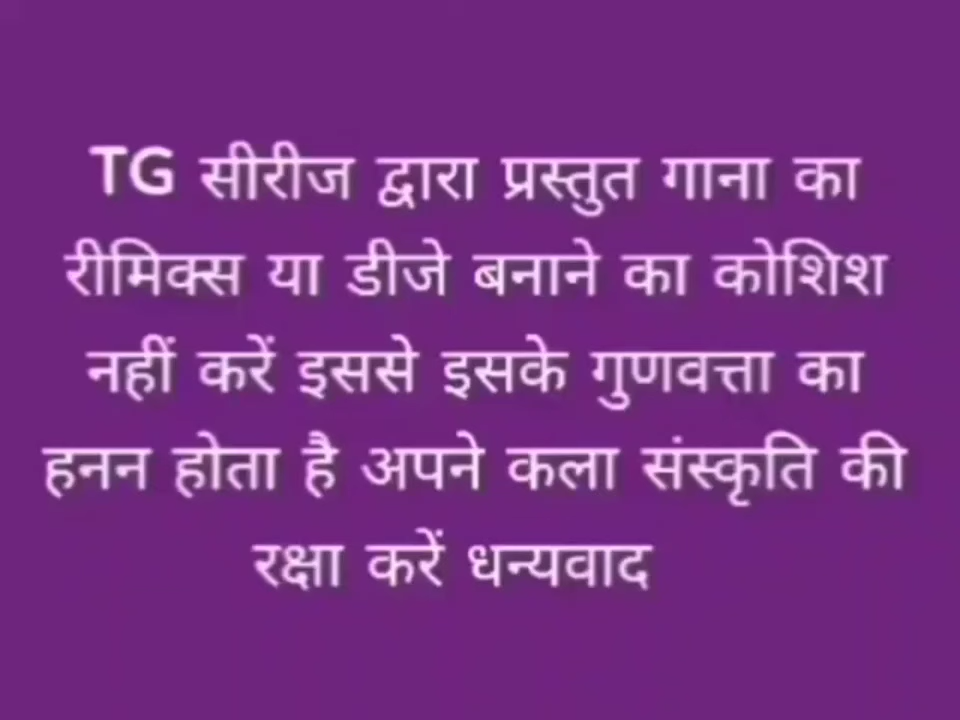 TG सीरीज द्वारा प्रस्तुत गाना का
रीमिक्स या डीजे बनाने का कोशिश
नहीं करें इससे इसके गुणवत्ता का
हनन होता है अपने कला संस्कृति की
रक्षा करें धन्यवाद